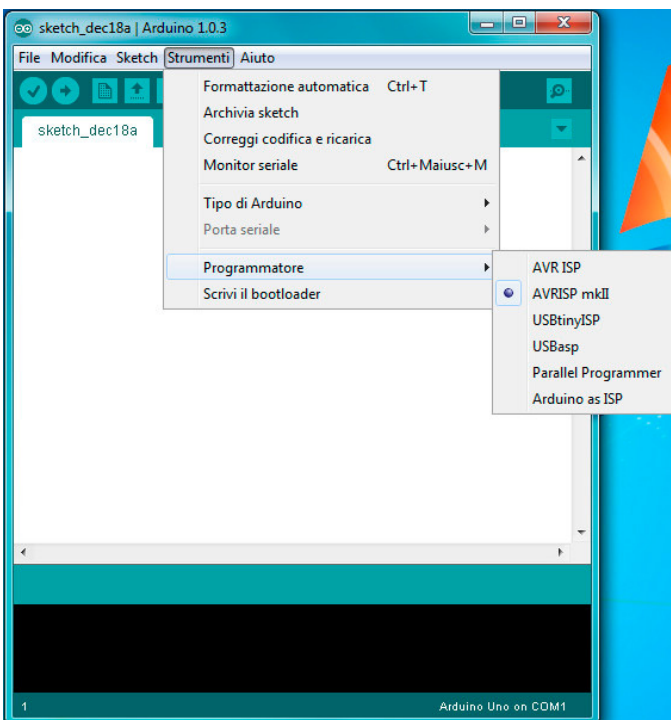 sketch_dec18a | Arduino 1.0.3
File Modifica Sketch Strumenti Aiuto
sketch_dec18a
Formattazione automatica Ctrl+T
Archivia sketch
Correggi codifica e ricarica
Monitor seriale Ctrl+Maiusc+M
Tipo di Arduino
Porta seriale
Programmatore
Scrivi il bootloader
AVR ISP
AVRISP mkII
USBtinyISP
USBasp
Parallel Programmer
Arduino as ISP
1 Arduino Uno on COM1